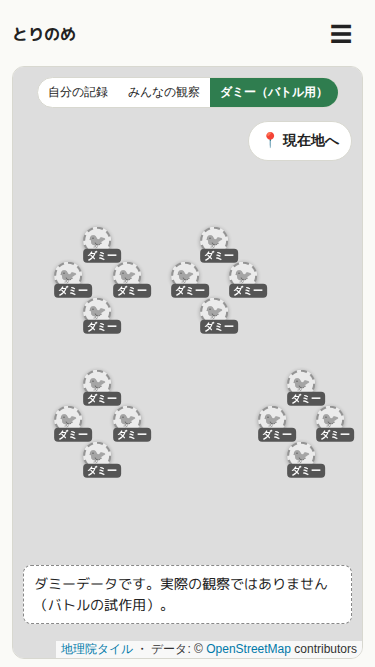 とりのめ
自分の記録 みんなの観察 ダミー（バトル用）
📍 現在地へ
ダミー ダミー
ダミー ダミー ダミー ダミー
ダミー ダミー
ダミー ダミー
ダミー ダミー ダミー ダミー
ダミー ダミー
ダミーデータです。実際の観察ではありません
（バトルの試作用）。
地理院タイル ・ データ: © OpenStreetMap contributors